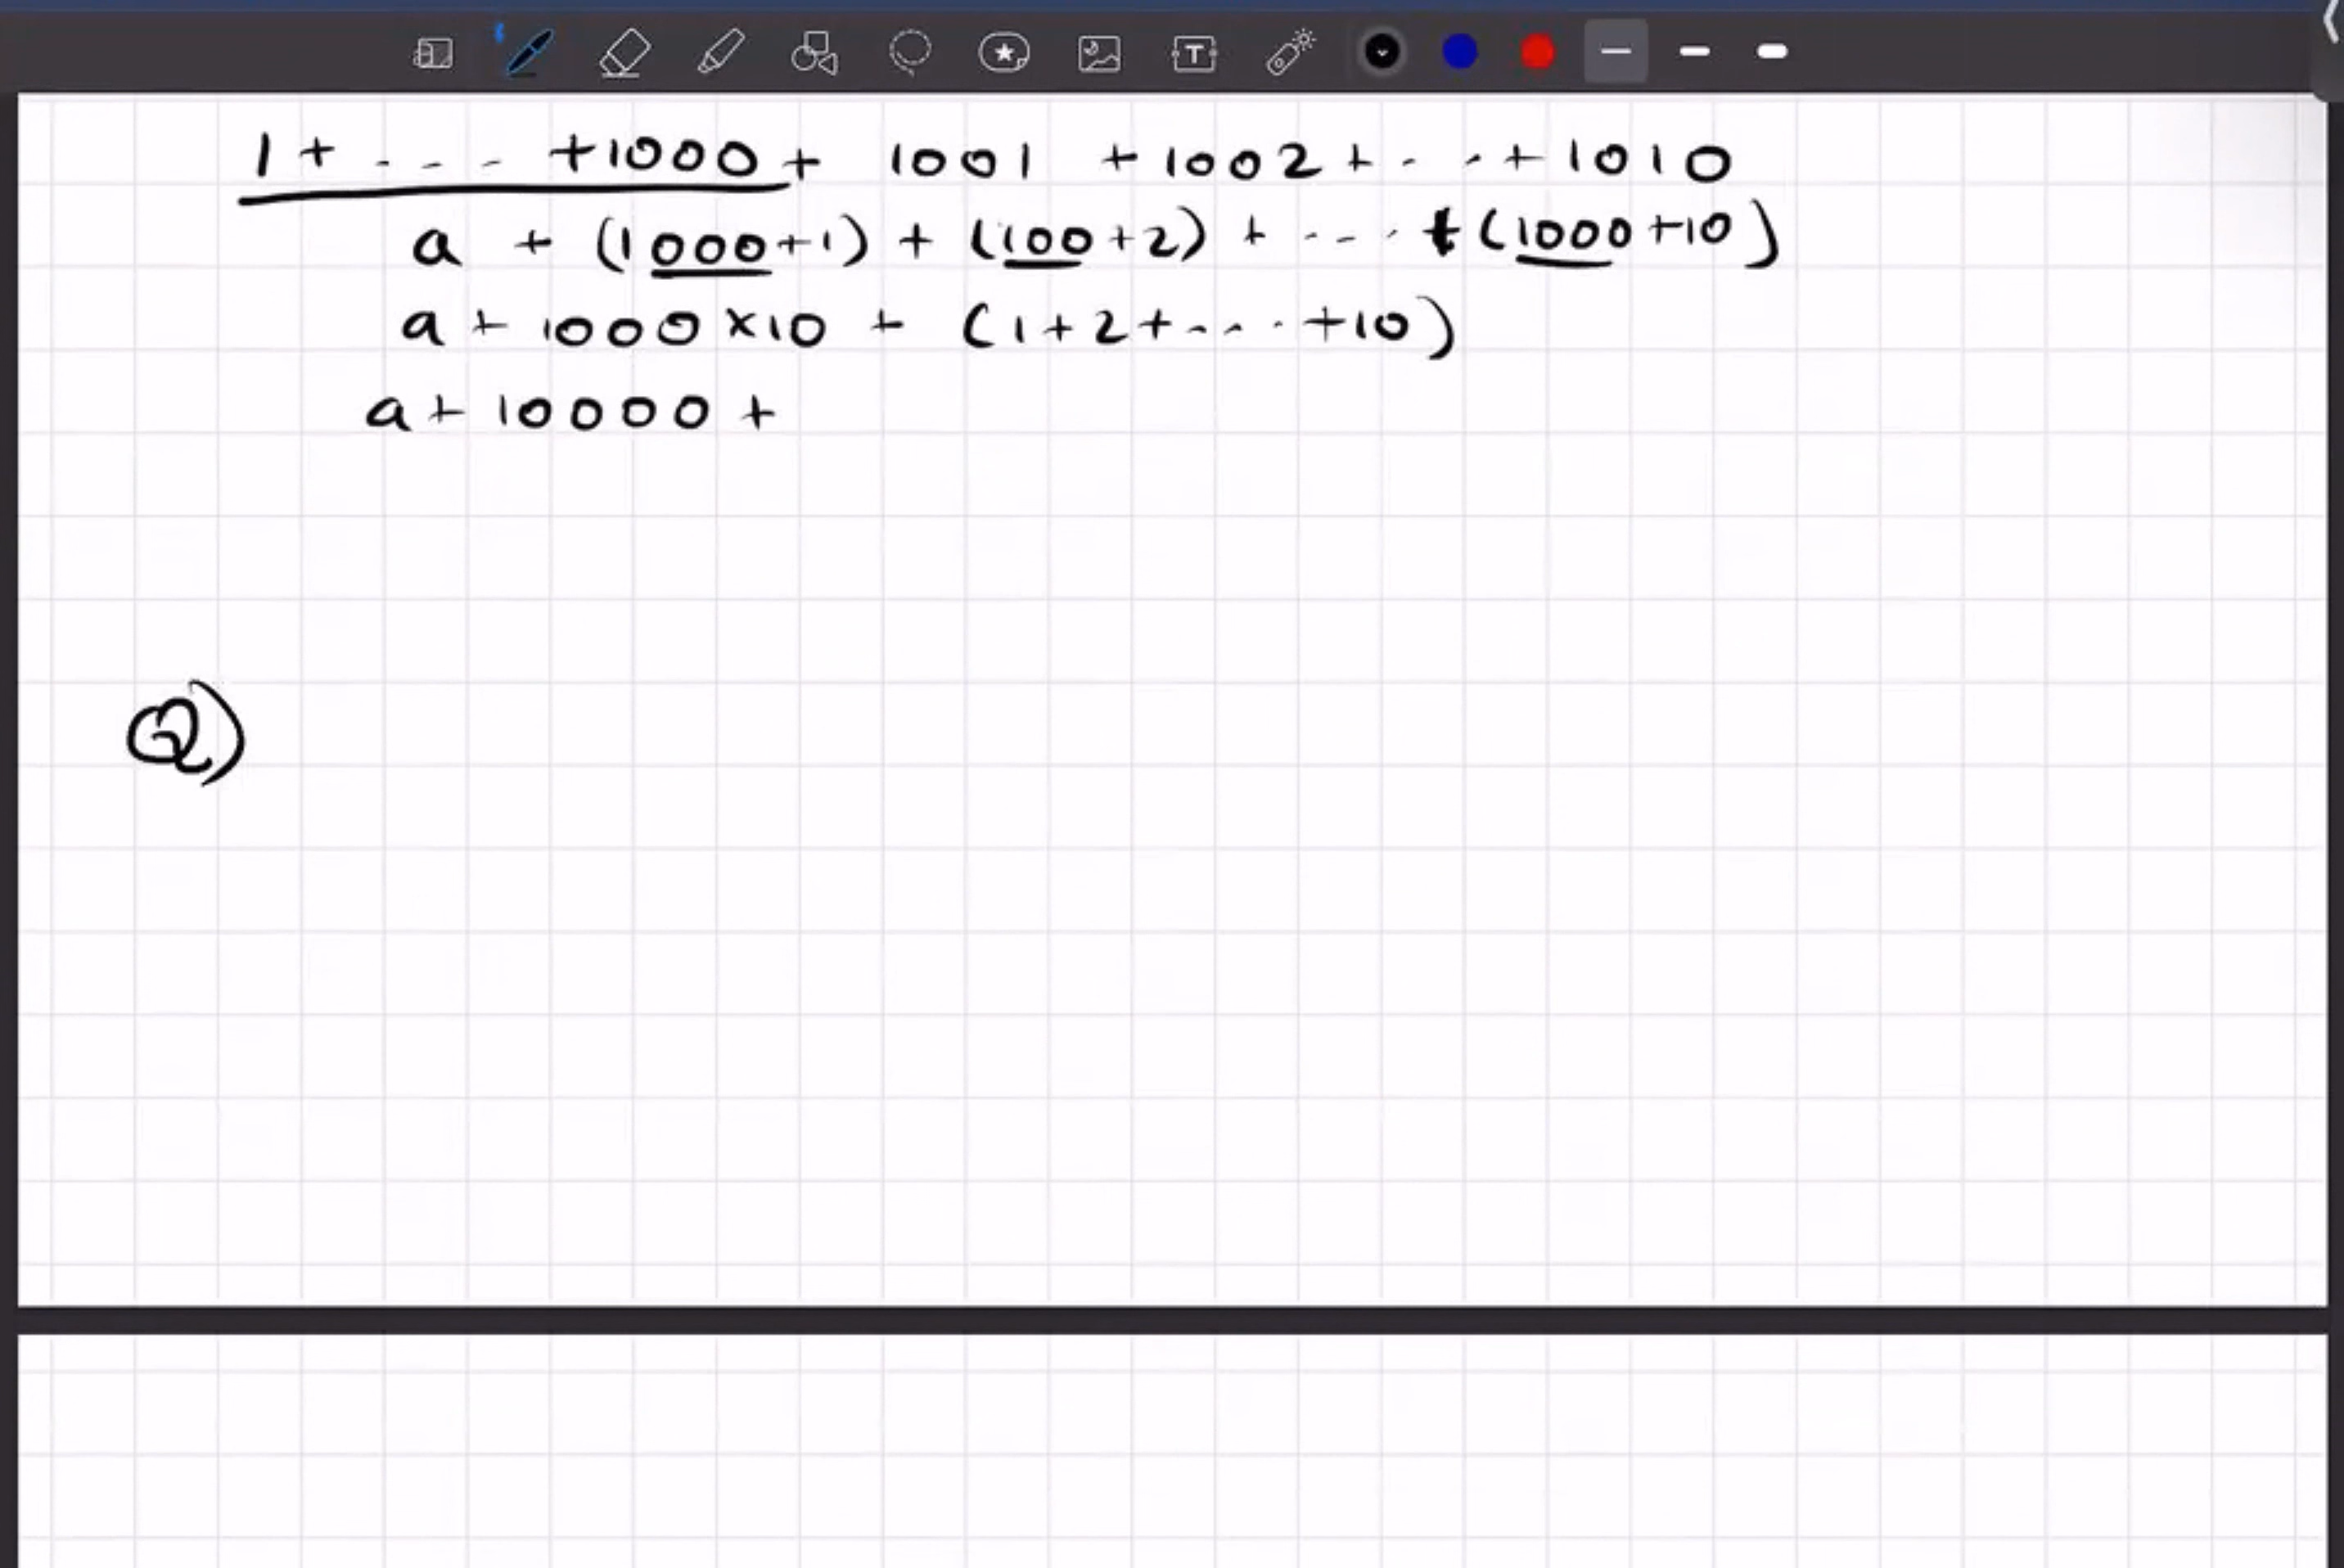 1 + . . . +1000 + 1001 + 1002 + . . . + 1010
a + (1000+1) + (100+2) + . . . + (1000+10)
a + 1000 × 10 + (1+2+ . . . +10)
a + 10000 +
Q)